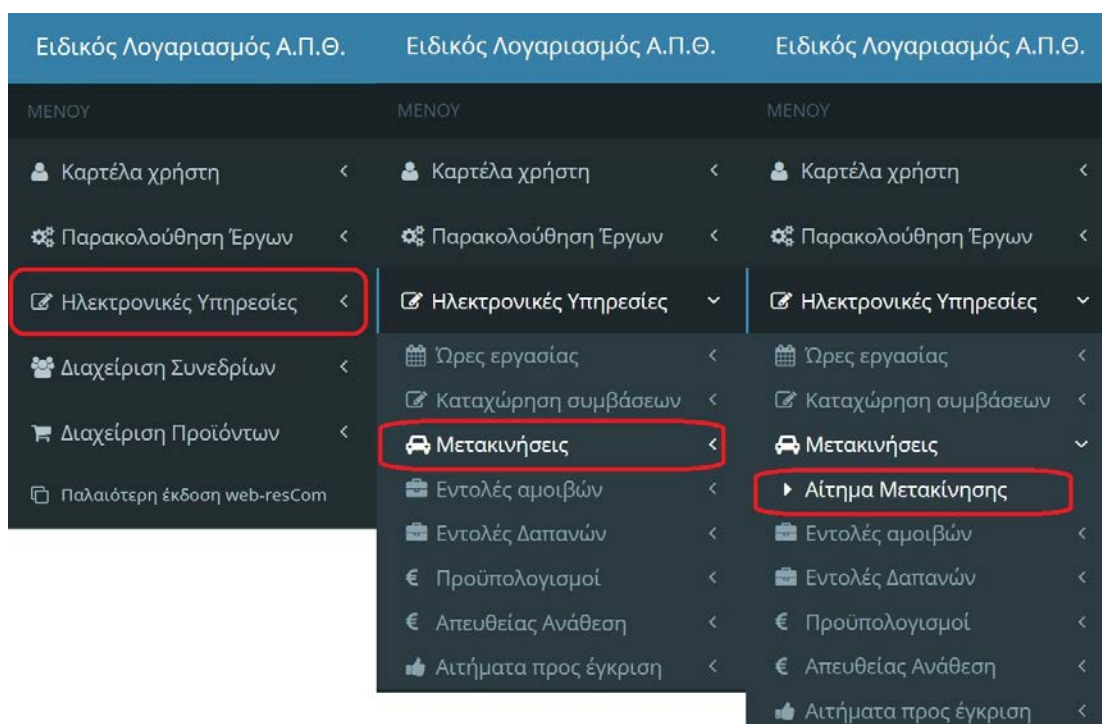 Ειδικός Λογαριασμός Α.Π.Θ.
ΜΕΝΟΥ
Καρτέλα χρήστη
Παρακολούθηση Έργων
Ηλεκτρονικές Υπηρεσίες
Διαχείριση Συνεδρίων
Διαχείριση Προϊόντων
Παλαιότερη έκδοση web-resCom
Ειδικός Λογαριασμός Α.Π.Θ.
ΜΕΝΟΥ
Καρτέλα χρήστη
Παρακολούθηση Έργων
Ηλεκτρονικές Υπηρεσίες
Ώρες εργασίας
Καταχώρηση συμβάσεων
Μετακινήσεις
Εντολές αμοιβών
Εντολές Δαπανών
€ Προϋπολογισμοί
€ Απευθείας Ανάθεση
Αιτήματα προς έγκριση
Ειδικός Λογαριασμός Α.Π.Θ.
ΜΕΝΟΥ
Καρτέλα χρήστη
Παρακολούθηση Έργων
Ηλεκτρονικές Υπηρεσίες
Ώρες εργασίας
Καταχώρηση συμβάσεων
Μετακινήσεις
Αίτημα Μετακίνησης
Εντολές αμοιβών
Εντολές Δαπανών
€ Προϋπολογισμοί
€ Απευθείας Ανάθεση
Αιτήματα προς έγκριση